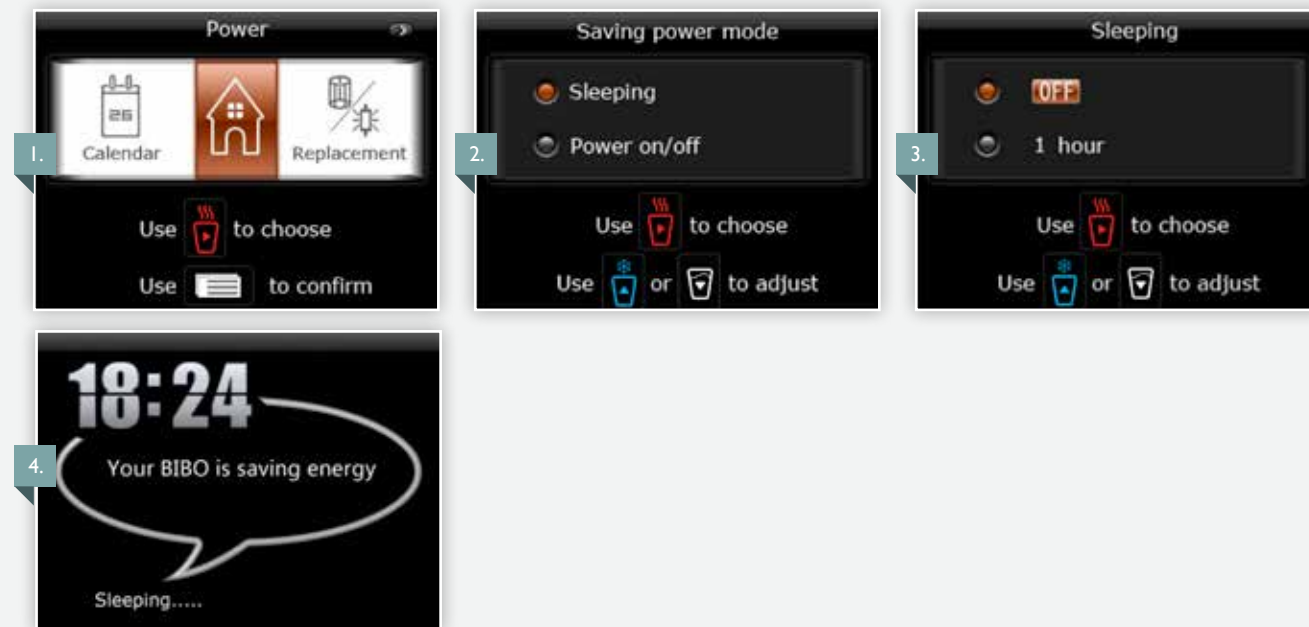 1.
Power
26
Calendar
Replacement
Use to choose
Use to confirm
2.
Saving power mode
Sleeping
Power on/off
Use to choose
Use or to adjust
3.
Sleeping
OFF
1 hour
Use to choose
Use or to adjust
4.
18:24
Your BIBO is saving energy
Sleeping.....